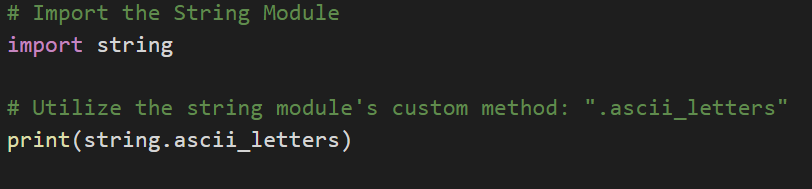 # Import the String Module
import string
# Utilize the string module's custom method: ".ascii_letters"
print(string.ascii_letters)